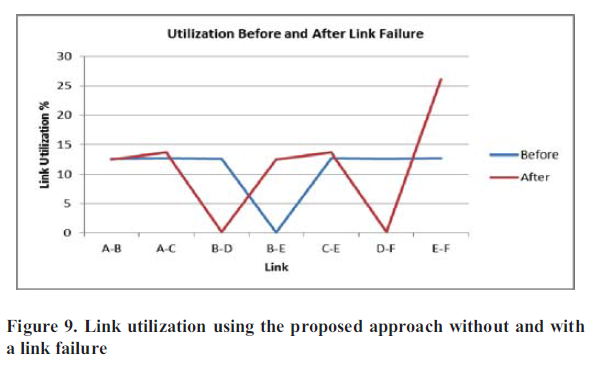 Utilization Before and After Link Failure
30
25
20
15
10
5
0
Link Utilization %
A-B A-C B-D B-E C-E D-F E-F
Link
Before
After
Figure 9. Link utilization using the proposed approach without and with
a link failure